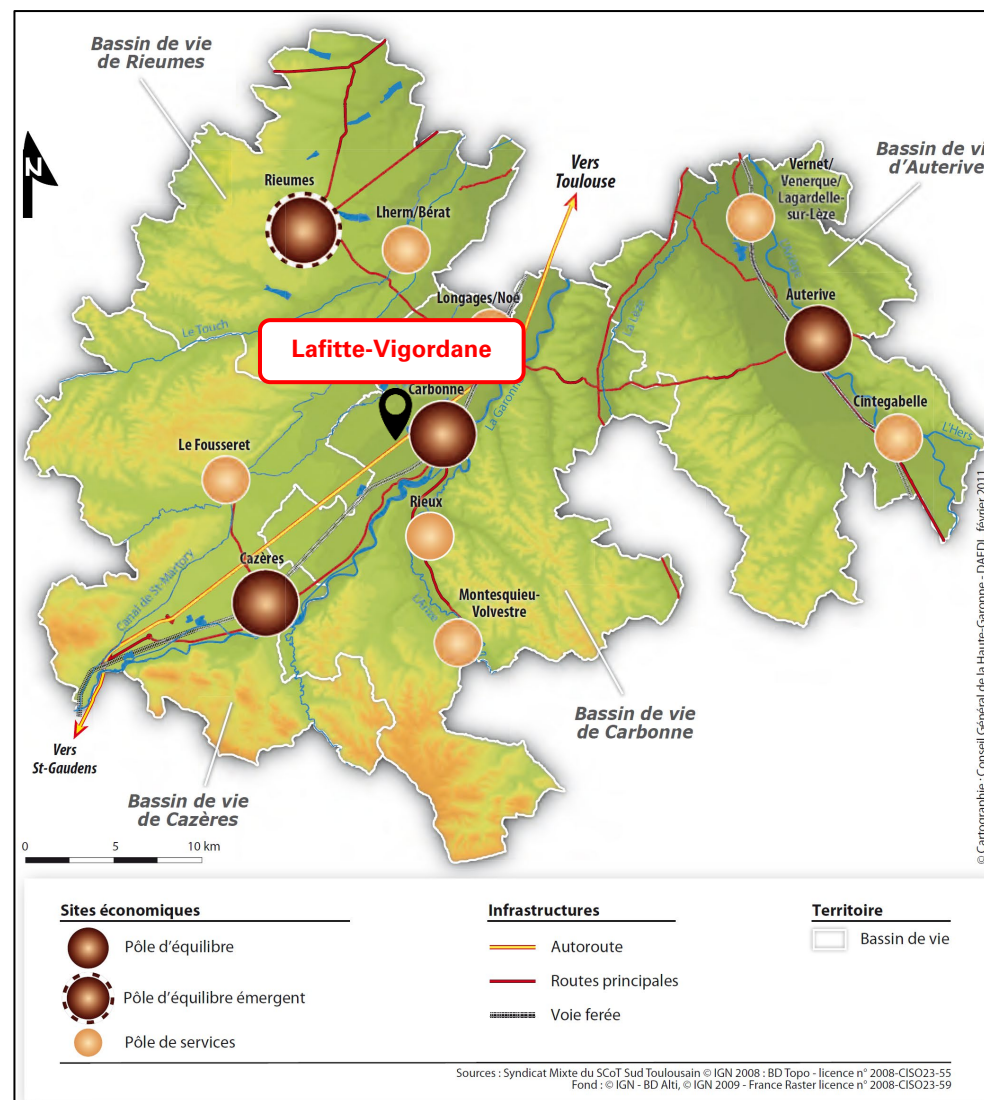 Bassin de vie
de Rieumes
N
Vers
Toulouse
Bassin de vi
d'Auterive
Vernet/
Venerque/
Lagardelle-
sur-Lèze
Rieumes
Lherm/Bérat
L'Ariège
Longages/Noé
La Lèze
Auterive
Le Touch
Lafitte-Vigordane
Carbonne
La Garonne
Cintegabelle
L'Hers
Le Fousseret
Rieux
Cazères
Canal de St-Martory
Montesquieu-
Volvestre
L'Arize
Bassin de vie
de Carbonne
Vers
St-Gaudens
Bassin de vie
de Cazères
0 5 10 km
© Cartographie : Conseil Général de la Haute-Garonne - DAEDL février 2011
Sites économiques
Pôle d'équilibre
Pôle d'équilibre émergent
Pôle de services
Infrastructures
Autoroute
Routes principales
Voie ferée
Territoire
Bassin de vie
Sources : Syndicat Mixte du SCoT Sud Toulousain © IGN 2008 : BD Topo - licence n° 2008-CISO23-55
Fond : © IGN - BD Alti, © IGN 2009 - France Raster licence n° 2008-CISO23-59